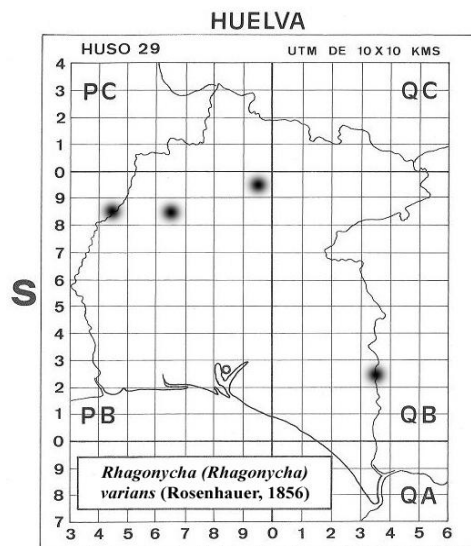 HUELVA
HUSO 29 UTM DE 10 X 10 KMS
4
PC QC
3
2
1
0
9
8
7
6
S
5
4
3
2
1
PB QB
0
9
Rhagonycha (Rhagonycha)
varians (Rosenhauer, 1856)
QA
8
7
3 4 5 6 7 8 9 0 1 2 3 4 5 6